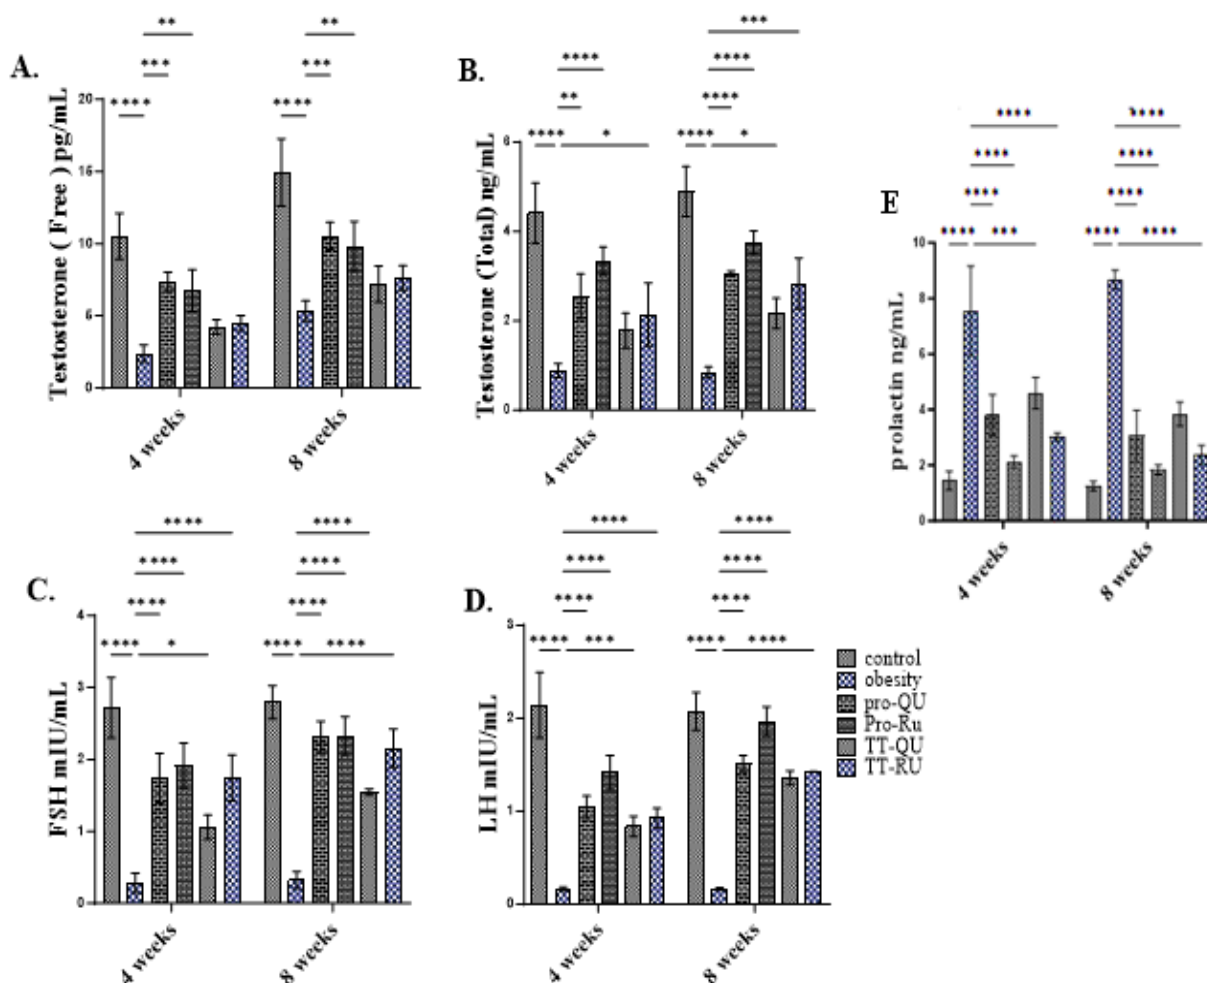 A.
** **
*** ***
**** ****
Testosterone ( Free ) pg/mL
20
15
10
5
0
4 weeks
8 weeks
B.
***
**** ****
** ****
**** * **** *
Testosterone (Total) ng/mL
6
4
2
0
4 weeks
8 weeks
E
**** ****
**** ****
**** ****
**** *** **** ****
prolactin ng/mL
10
8
6
4
2
0
4 weeks
8 weeks
C.
**** ****
**** ****
**** ****
**** * **** ****
FSH mIU/mL
4
3
2
1
0
4 weeks
8 weeks
D.
**** ****
**** ****
**** ****
**** *** **** ****
LH mIU/mL
3
2
1
0
4 weeks
8 weeks
control
obesity
pro-QU
Pro-Ru
TT-QU
TT-RU